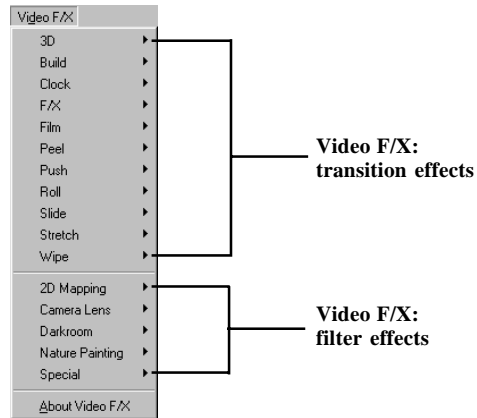 Video F/X
3D
Build
Clock
F/X
Film
Peel
Push
Roll
Slide
Stretch
Wipe
2D Mapping
Camera Lens
Darkroom
Nature Painting
Special
About Video F/X
Video F/X:
transition effects
Video F/X:
filter effects